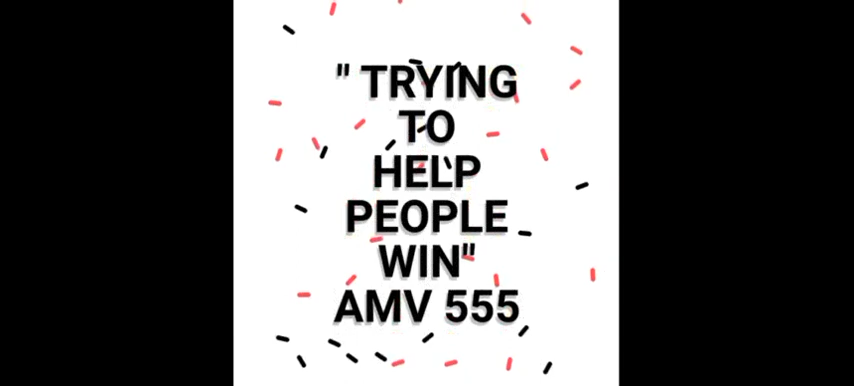 " TRYING
TO
HELP
PEOPLE
WIN"
AMV 555